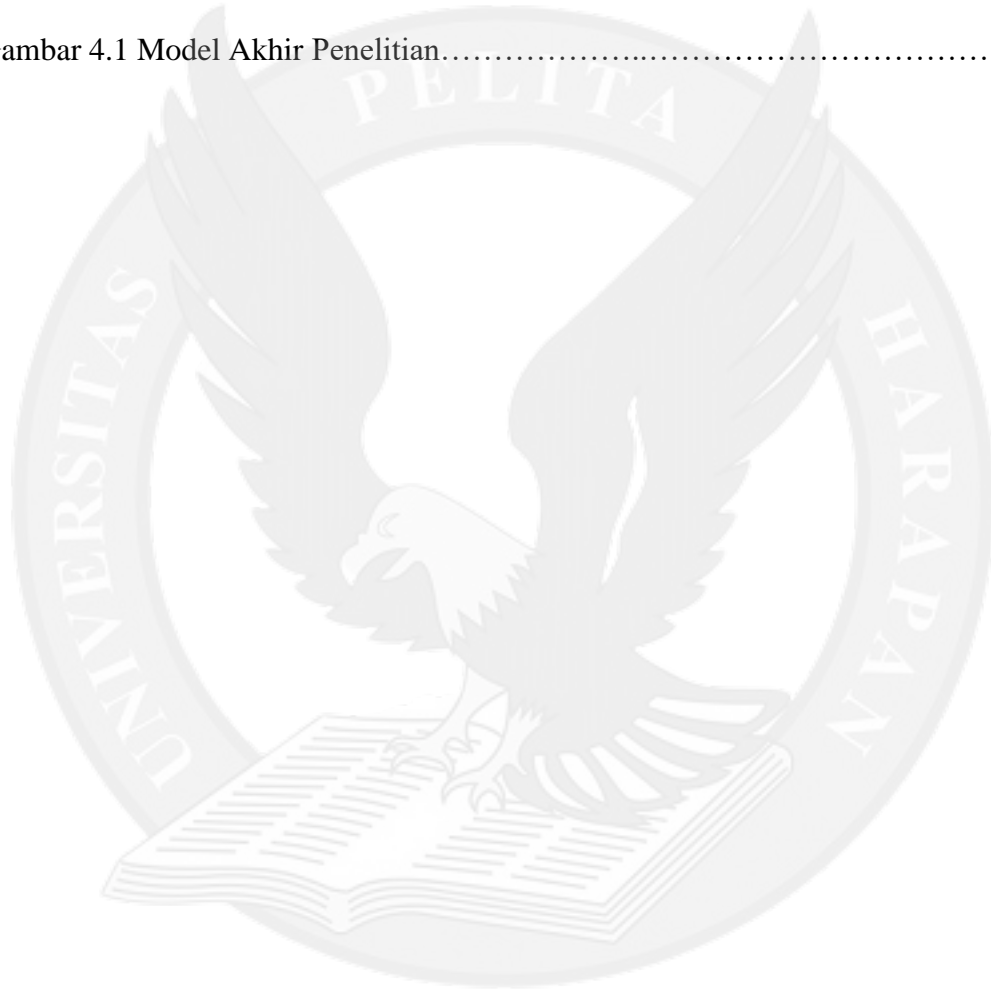 ambar 4.1 Model Akhir Penelitian………………...……………………………
UNIVERSITAS PELITA HARAPAN